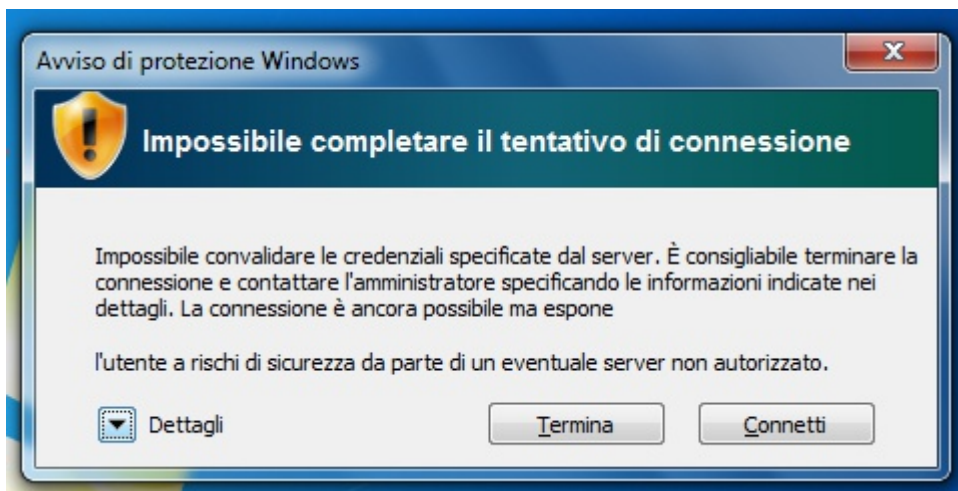 Avviso di protezione Windows
Impossibile completare il tentativo di connessione
Impossibile convalidare le credenziali specificate dal server. È consigliabile terminare la
connessione e contattare l'amministratore specificando le informazioni indicate nei
dettagli. La connessione è ancora possibile ma espone
l'utente a rischi di sicurezza da parte di un eventuale server non autorizzato.
Dettagli Termina Connetti